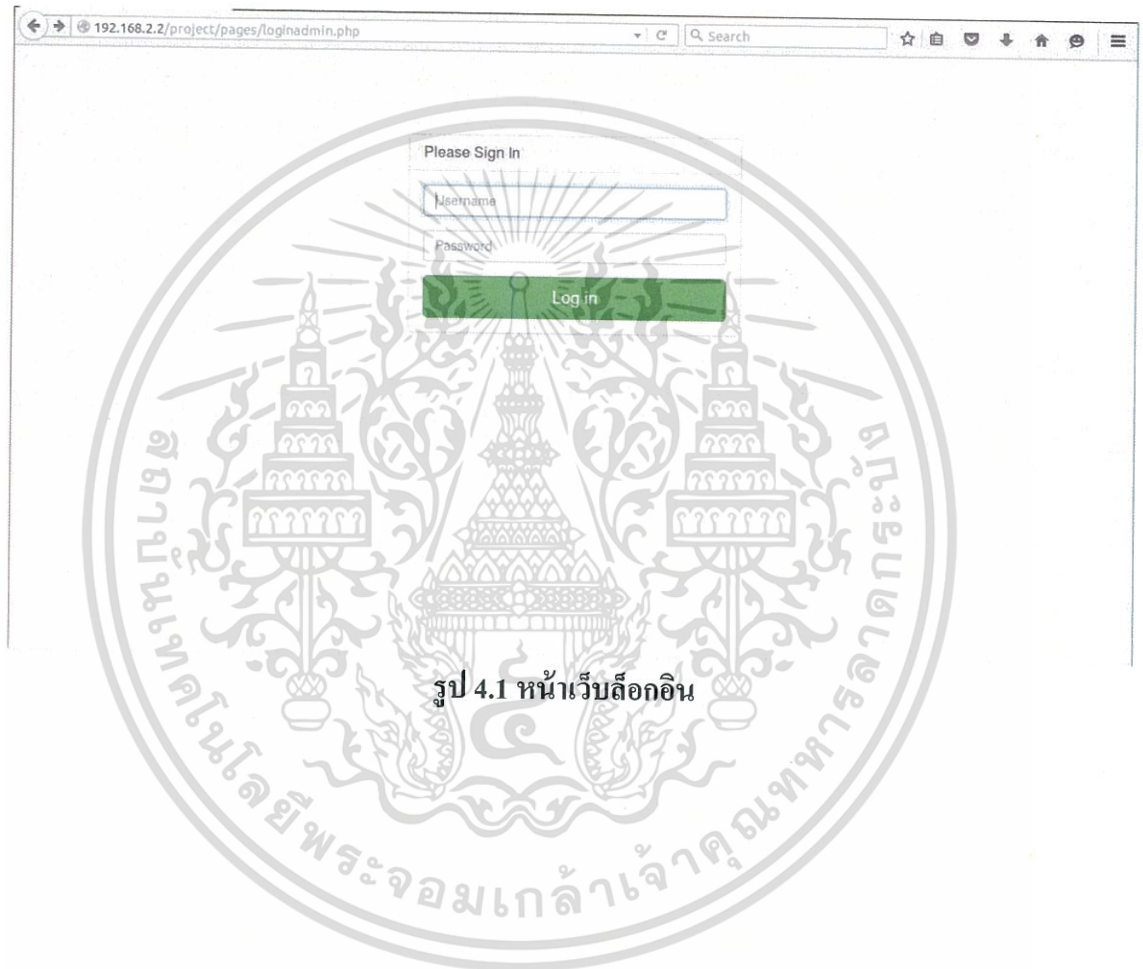 192.168.2.2/project/pages/loginadmin.php
Search
Please Sign In
Username
Password
Log in
รูป 4.1 หน้าเว็บล็อกอิน
สถาบันเทคโนโลยีพระจอมเกล้าเจ้าคุณทหารลาดกระบัง